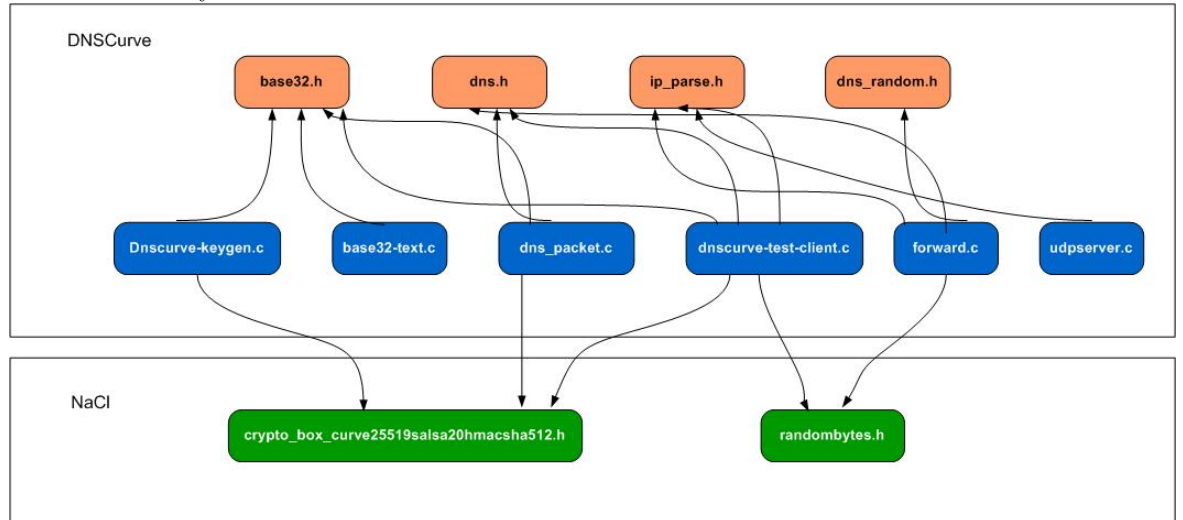 DNSCurve
base32.h
dns.h
ip_parse.h
dns_random.h
Dnscurve-keygen.c
base32-text.c
dns_packet.c
dnscurve-test-client.c
forward.c
udpserver.c
NaCl
crypto_box_curve25519salsa20hmacsha512.h
randombytes.h